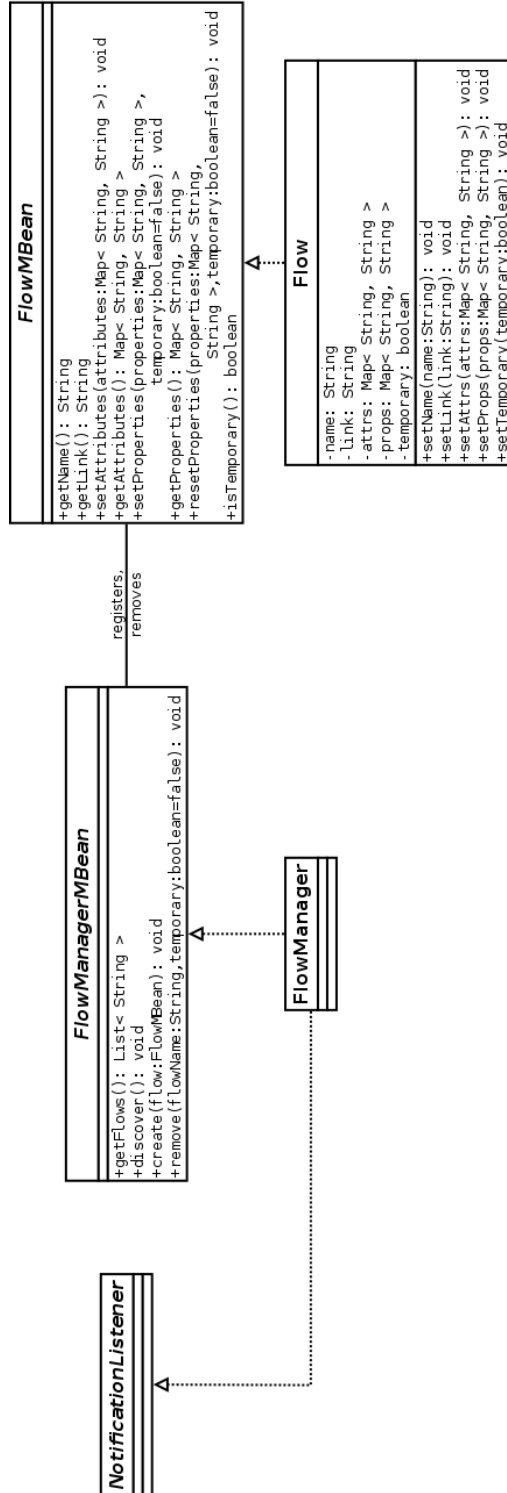 NotificationListener
FlowManagerMBean
+getFlows(): List< String >
+discover(): void
+create(flow:FlowMBean): void
+remove(flowName:String,temporary:boolean=false): void
registers,
removes
FlowMBean
+getName(): String
+getLink(): String
+setAttributes(attributes:Map< String, String >): void
+getAttributes(): Map< String, String >
+setProperties(properties:Map< String, String >,
temporary:boolean=false): void
+getProperties(): Map< String, String >
+resetProperties(properties:Map< String,
String >,temporary:boolean=false): void
+isTemporary(): boolean
FlowManager
Flow
-name: String
-link: String
-attrs: Map< String, String >
-props: Map< String, String >
-temporary: boolean
+setName(name:String): void
+setLink(link:String): void
+setAttrs(attrs:Map< String, String >): void
+setProps(props:Map< String, String >): void
+setTemporary(temporary:boolean): void